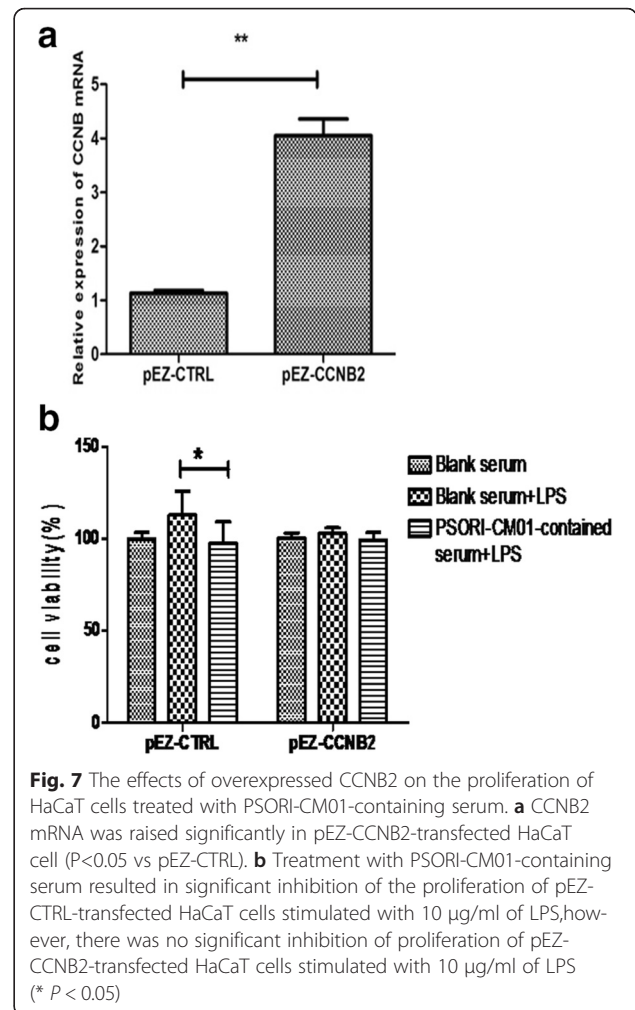 a
**
Relative expression of CCNB mRNA
5
4
3
2
1
0
pEZ-CTRL
pEZ-CCNB2
b
cell viability(%)
150
100
50
0
*
pEZ-CTRL
pEZ-CCNB2
Blank serum
Blank serum+LPS
PSORI-CM01-contained
serum+LPS
Fig. 7 The effects of overexpressed CCNB2 on the proliferation of
HaCaT cells treated with PSORI-CM01-containing serum. a CCNB2
mRNA was raised significantly in pEZ-CCNB2-transfected HaCaT
cell (P<0.05 vs pEZ-CTRL). b Treatment with PSORI-CM01-containing
serum resulted in significant inhibition of the proliferation of pEZ-
CTRL-transfected HaCaT cells stimulated with 10 μg/ml of LPS,how-
ever, there was no significant inhibition of proliferation of pEZ-
CCNB2-transfected HaCaT cells stimulated with 10 μg/ml of LPS
(* P < 0.05)